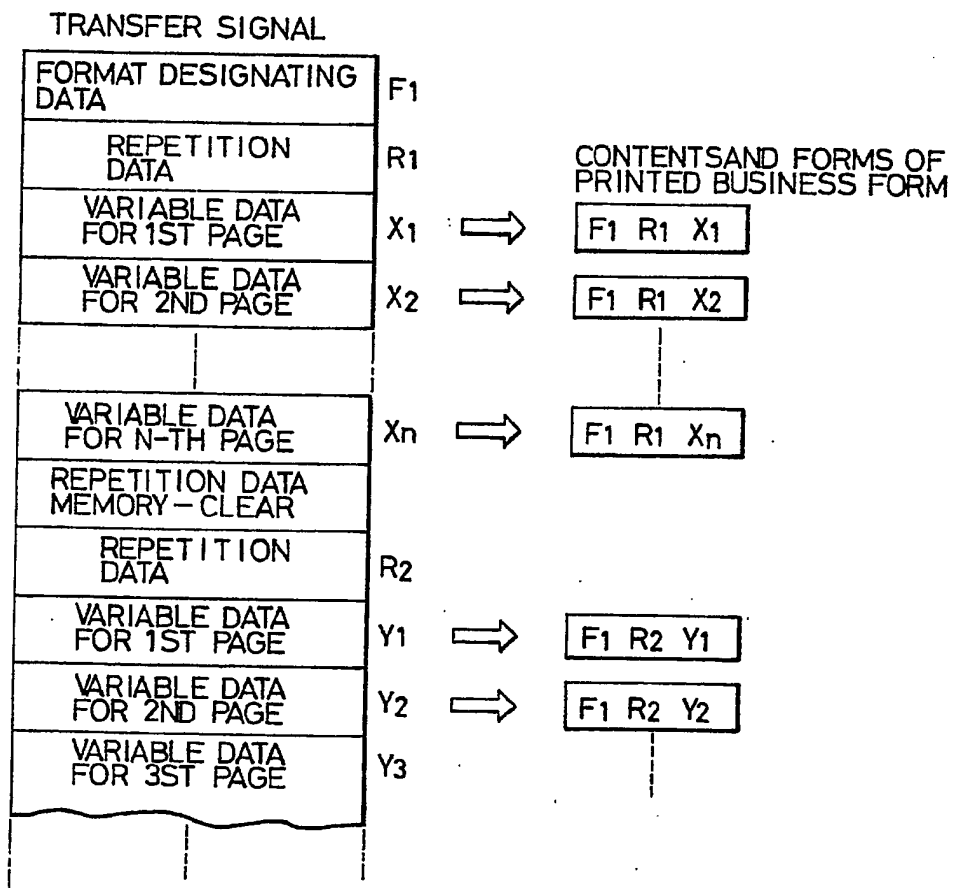 TRANSFER SIGNAL
FORMAT DESIGNATING
DATA
F1
REPETITION
DATA
R1
CONTENTSAND FORMS OF
PRINTED BUSINESS FORM
VARIABLE DATA
FOR 1ST PAGE
X1
F1 R1 X1
VARIABLE DATA
FOR 2ND PAGE
X2
F1 R1 X2
VARIABLE DATA
FOR N-TH PAGE
Xn
F1 R1 Xn
REPETITION DATA
MEMORY-CLEAR
REPETITION
DATA
R2
VARIABLE DATA
FOR 1ST PAGE
Y1
F1 R2 Y1
VARIABLE DATA
FOR 2ND PAGE
Y2
F1 R2 Y2
VARIABLE DATA
FOR 3ST PAGE
Y3